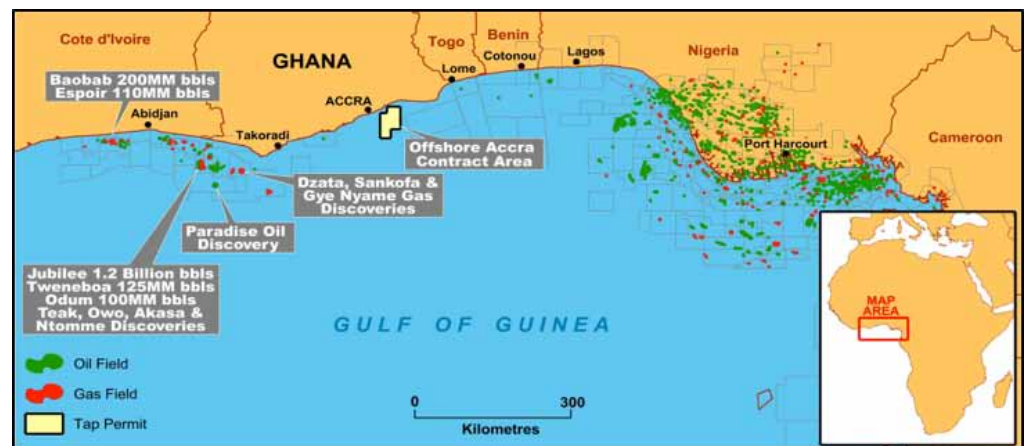 Cote d'Ivoire
GHANA
Togo
Benin
Nigeria
Cameroon
Baobab 200MM bbls
Espoir 110MM bbls
Abidjan
Takoradi
ACCRA
Lome
Cotonou
Lagos
Port Harcourt
Offshore Accra
Contract Area
Dzata, Sankofa &
Gye Nyame Gas
Discoveries
Paradise Oil
Discovery
Jubilee 1.2 Billion bbls
Tweneboa 125MM bbls
Odum 100MM bbls
Teak, Owo, Akasa &
Ntomme Discoveries
GULF OF GUINEA
Oil Field
Gas Field
Tap Permit
0 300
Kilometres
MAP
AREA